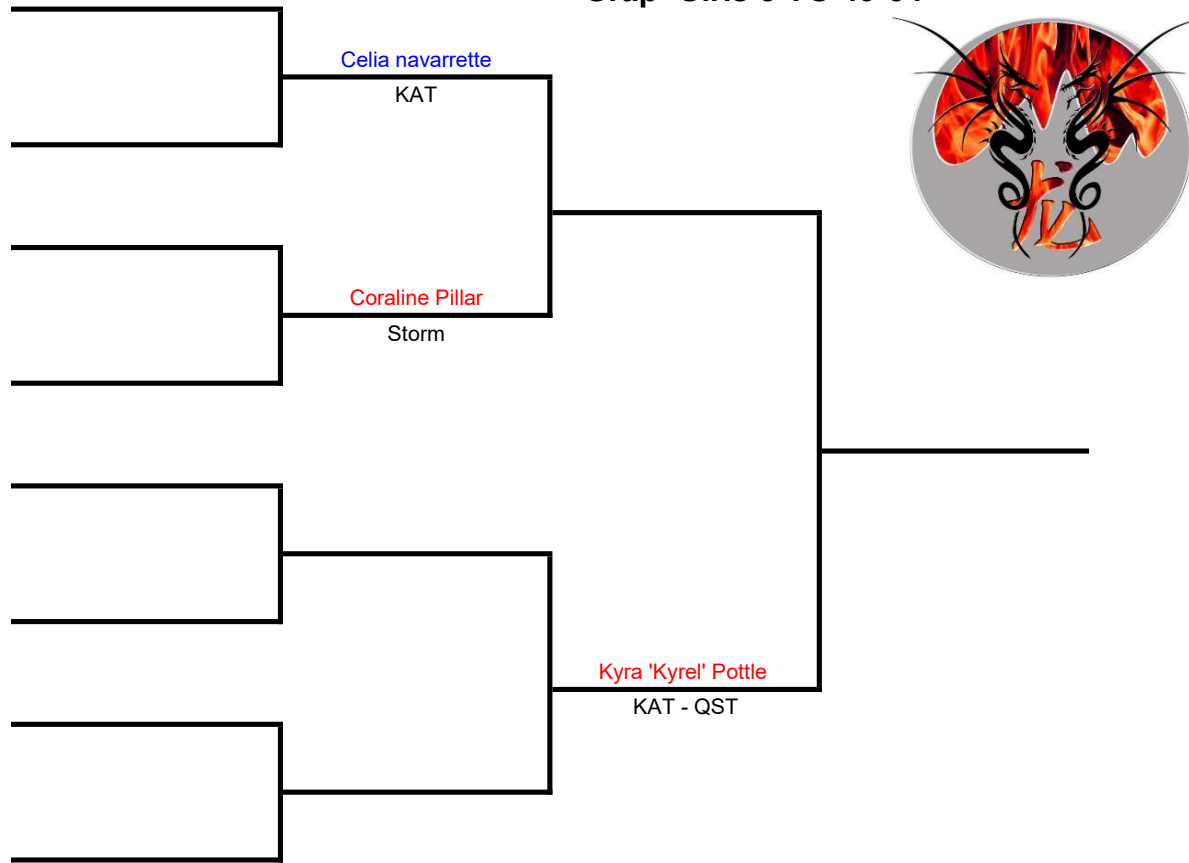 Celia navarrette
KAT
Coraline Pillar
Storm
Kyra 'Kyrel' Pottle
KAT - QST